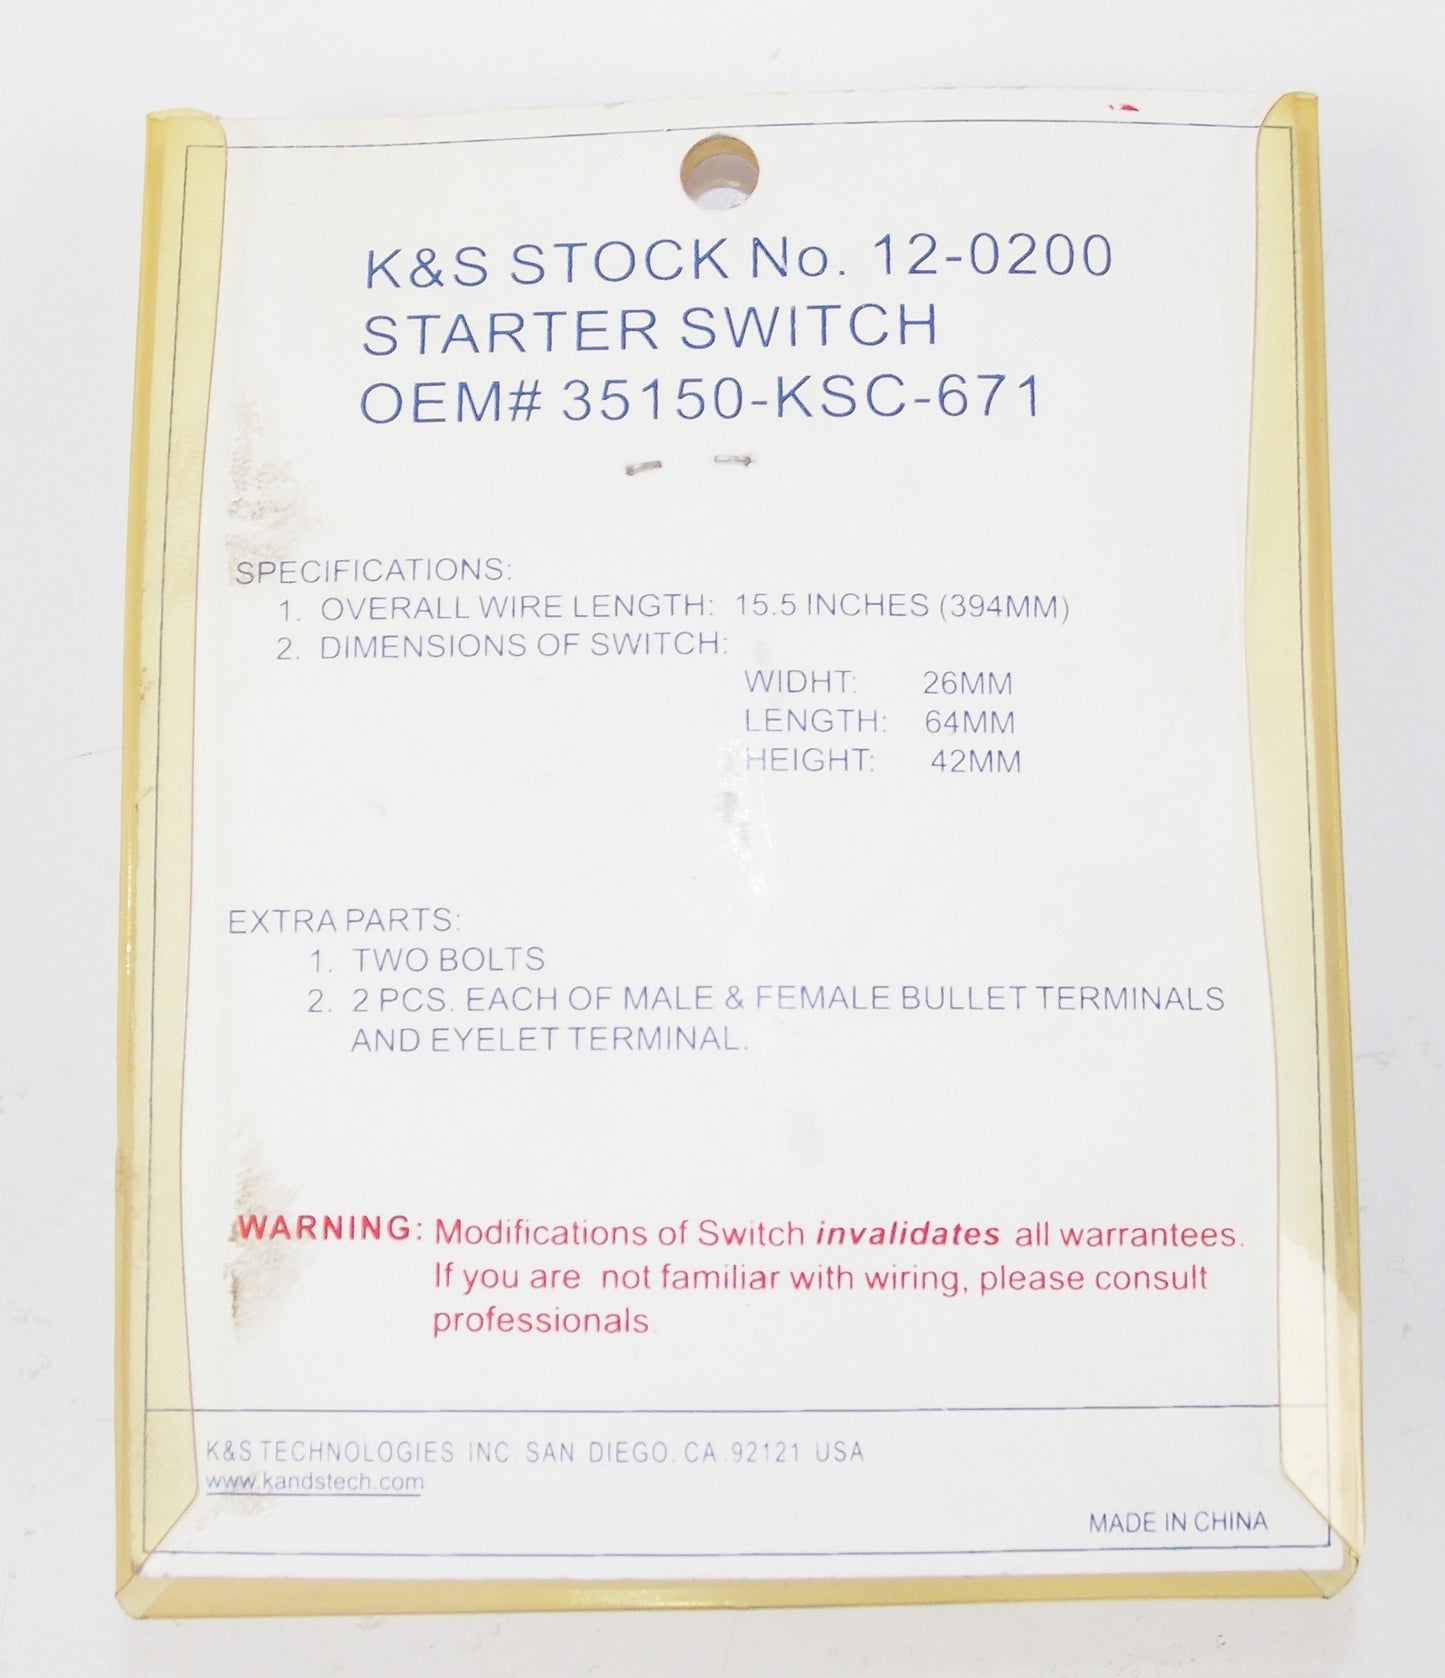 K&S STOCK No. 12-0200
STARTER SWITCH
OEM# 35150-KSC-671
SPECIFICATIONS:
1. OVERALL WIRE LENGTH: 15.5 INCHES (394MM)
2. DIMENSIONS OF SWITCH:
WIDHT: 26MM
LENGTH: 64MM
HEIGHT: 42MM
EXTRA PARTS:
1. TWO BOLTS
2. 2 PCS. EACH OF MALE & FEMALE BULLET TERMINALS
AND EYELET TERMINAL.
WARNING: Modifications of Switch invalidates all warrantees.
If you are not familiar with wiring, please consult
professionals.
K&S TECHNOLOGIES INC. SAN DIEGO. CA .92121 USA
www.kandstech.com
MADE IN CHINA